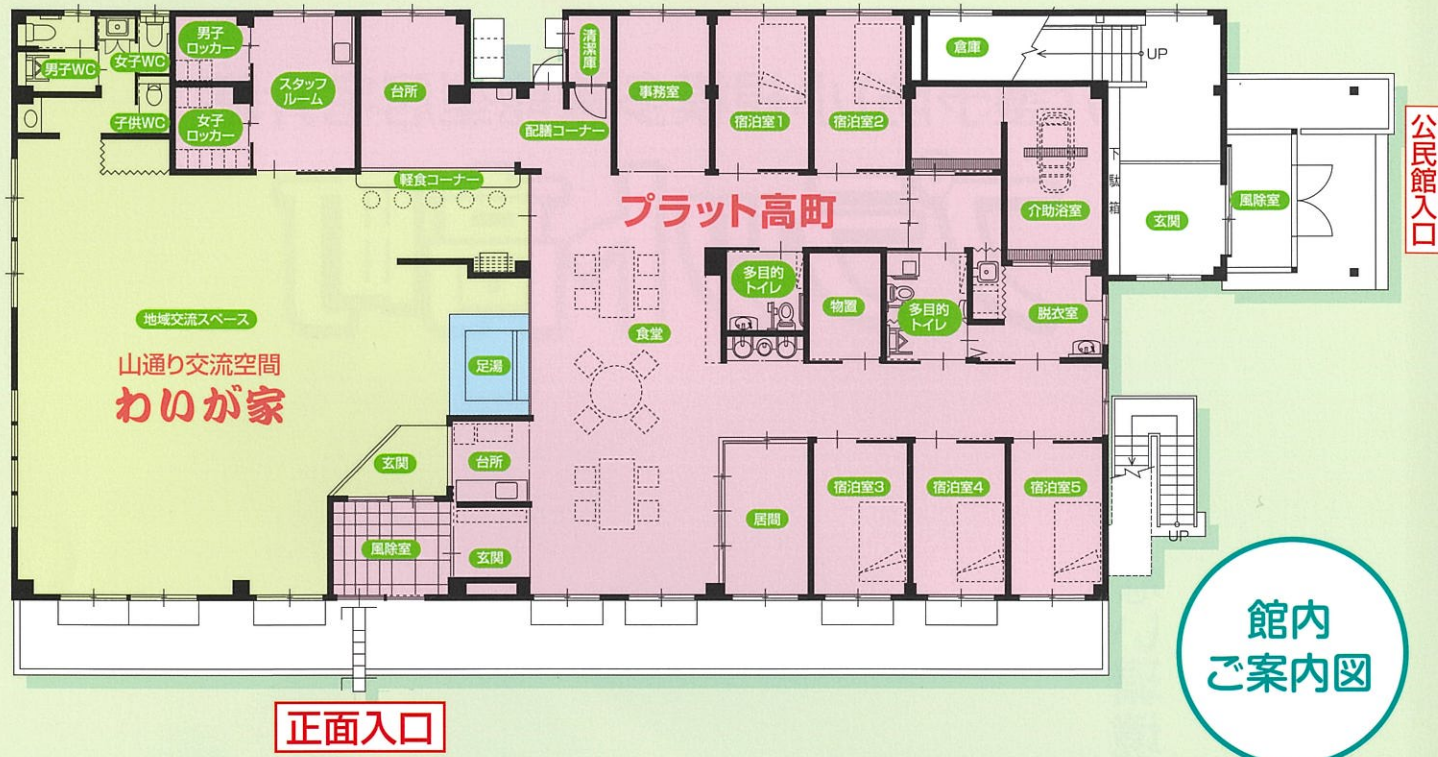 男子
ロッカー
女子WC
男子WC
子供WC
女子
ロッカー
スタッフ
ルーム
台所
清潔庫
配膳コーナー
事務室
宿泊室1
宿泊室2
倉庫
UP
下駄箱
介助浴室
玄関
風除室
公民館入口
軽食コーナー
プラット高町
地域交流スペース
山通り交流空間
わいが家
足湯
食堂
多目的
トイレ
物置
多目的
トイレ
脱衣室
玄関
台所
風除室
玄関
居間
宿泊室3
宿泊室4
宿泊室5
UP
正面入口
館内
ご案内図